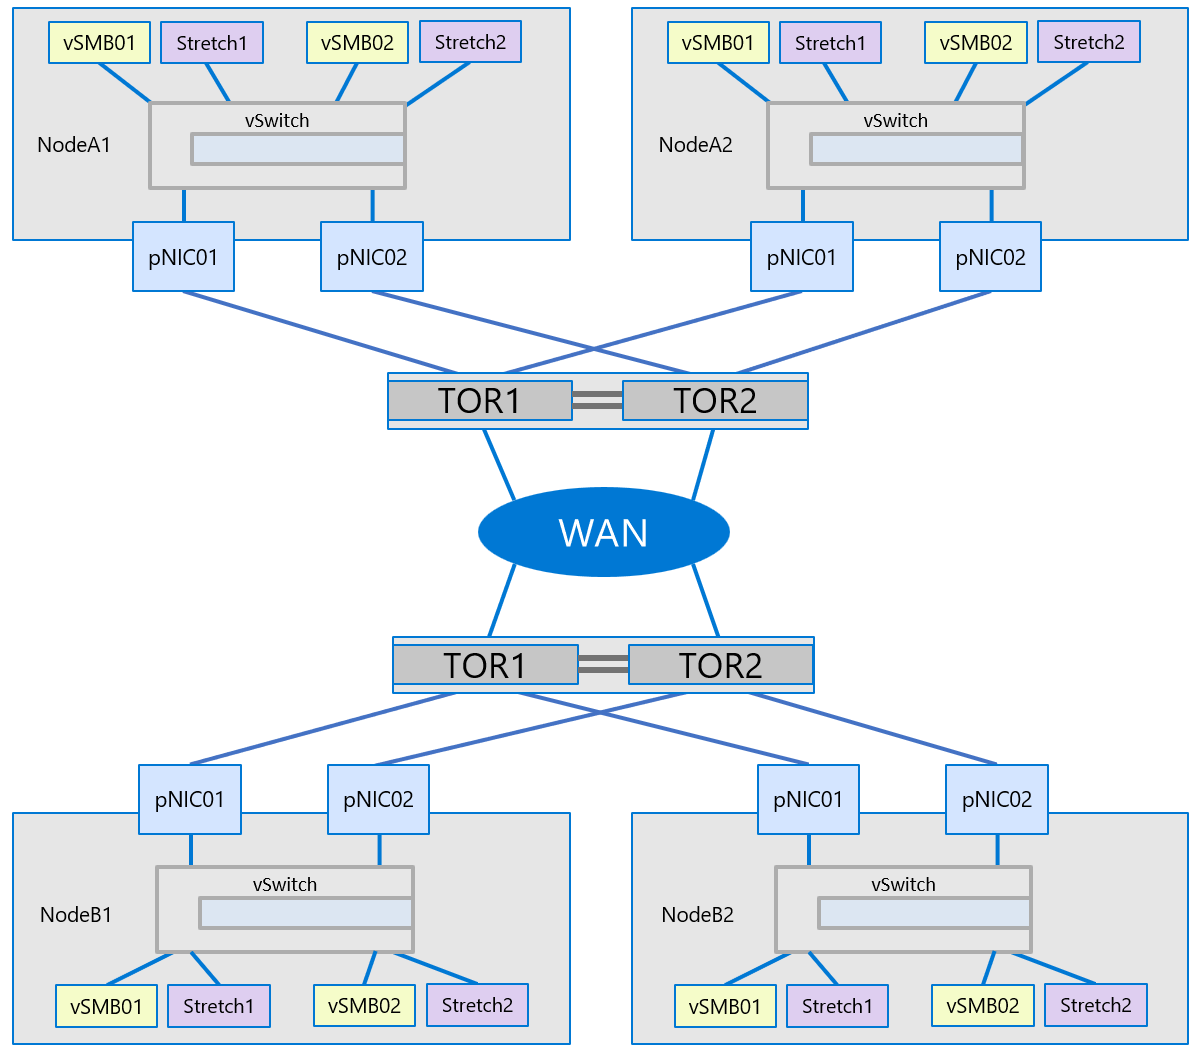 vSMB01
Stretch1
vSMB02
Stretch2
vSMB01
Stretch1
vSMB02
Stretch2
vSwitch
vSwitch
NodeA1
NodeA2
pNIC01
pNIC02
pNIC01
pNIC02
TOR1
TOR2
WAN
TOR1
TOR2
pNIC01
pNIC02
pNIC01
pNIC02
vSwitch
vSwitch
NodeB1
NodeB2
vSMB01
Stretch1
vSMB02
Stretch2
vSMB01
Stretch1
vSMB02
Stretch2